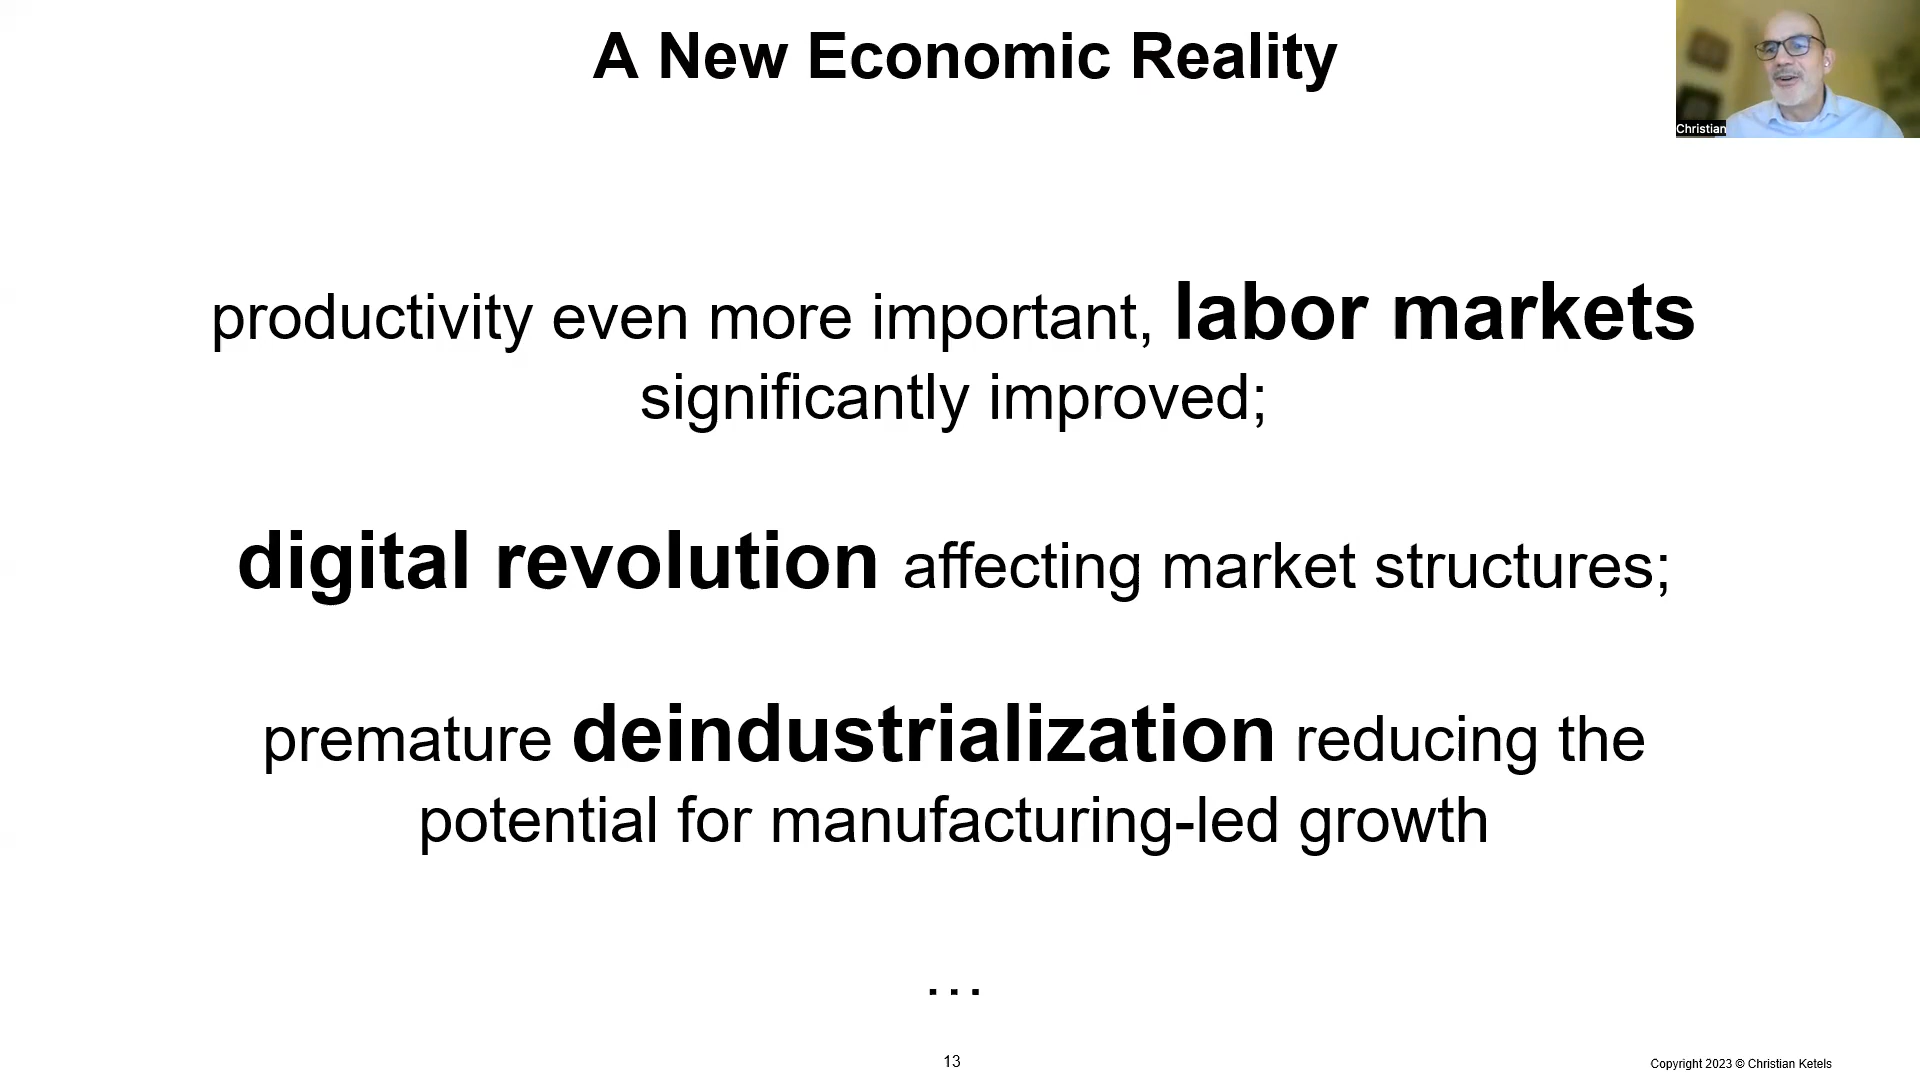 A New Economic Reality
Christian
productivity even more important, labor markets
significantly improved;
digital revolution affecting market structures;
premature deindustrialization reducing the
potential for manufacturing-led growth
…
13
Copyright 2023 © Christian Ketels